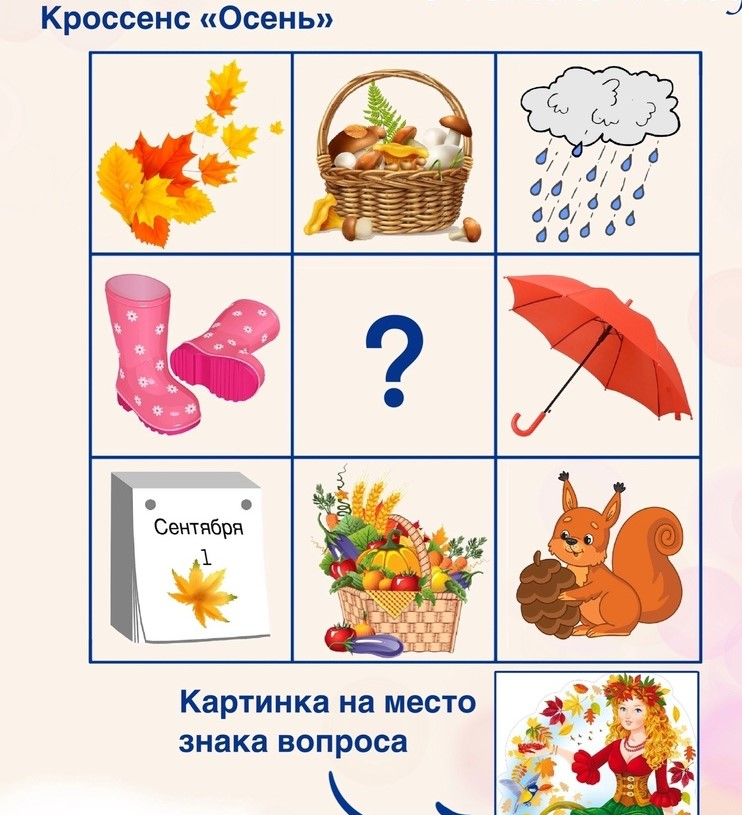 Кроссенс «Осень»
?
Сентября
1
Картинка на место
знака вопроса